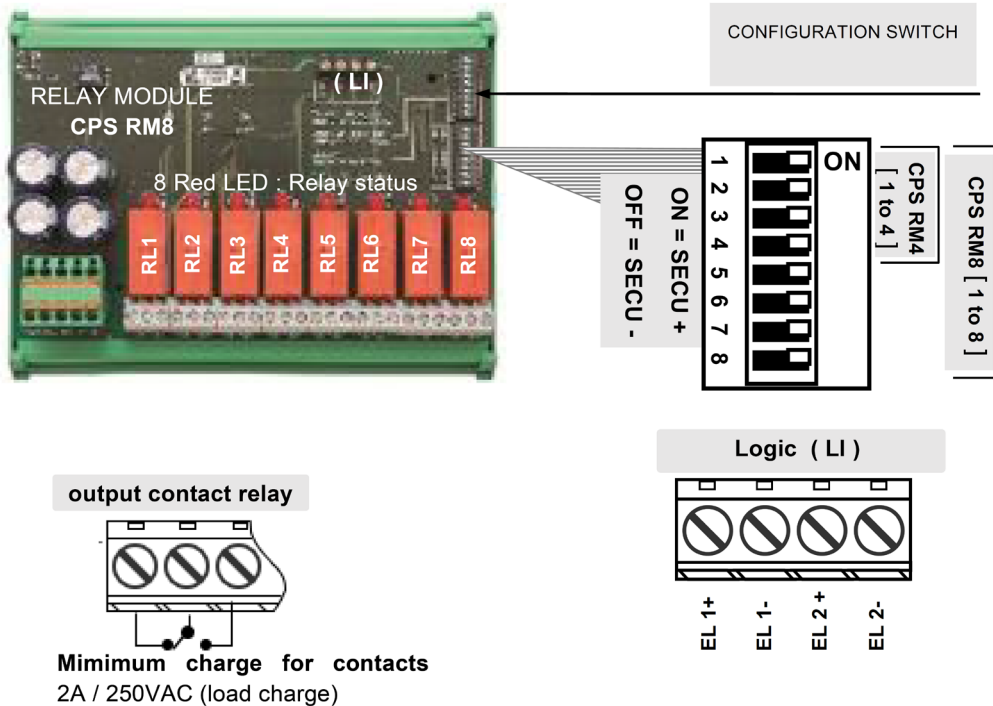 CONFIGURATION SWITCH
( LI )
RELAY MODULE
CPS RM8
8 Red LED : Relay status
RL1
RL2
RL3
RL4
RL5
RL6
RL7
RL8
ON = SECU +
OFF = SECU -
1
2
3
4
5
6
7
8
ON
CPS RM4
[ 1 to 4 ]
CPS RM8 [ 1 to 8 ]
Logic ( LI )
EL 1+
EL 1-
EL 2 +
EL 2-
output contact relay
Mimimum charge for contacts
2A / 250VAC (load charge)